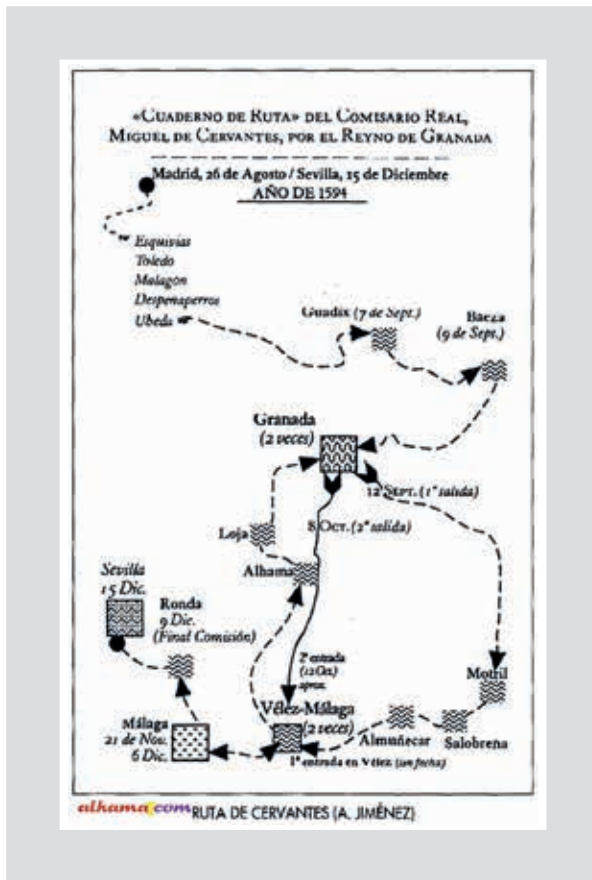 «Cuaderno de Ruta» del Comisario Real,
Miguel de Cervantes, por el Reyno de Granada
Madrid, 26 de Agosto / Sevilla, 15 de Diciembre
AÑO DE 1594
Esquivias
Toledo
Malagón
Despeñaperros
Ubeda
Guadix (7 de Sept.)
Baeza
(9 de Sept.)
Granada
(2 veces)
12 Sept. (1ª salida)
8 Oct. (2ª salida)
Loja
Alhama
Sevilla
15 Dic.
Ronda
9 Dic.
(Final Comisión)
2ª entrada
(12 Oct.)
aprox.
Motril
Vélez-Málaga
(2 veces)
Málaga
21 de Nov.
6 Dic.
Almuñecar
Salobreña
1ª entrada en Vélez (sin fecha)
alhama.com RUTA DE CERVANTES (A. JIMÉNEZ)